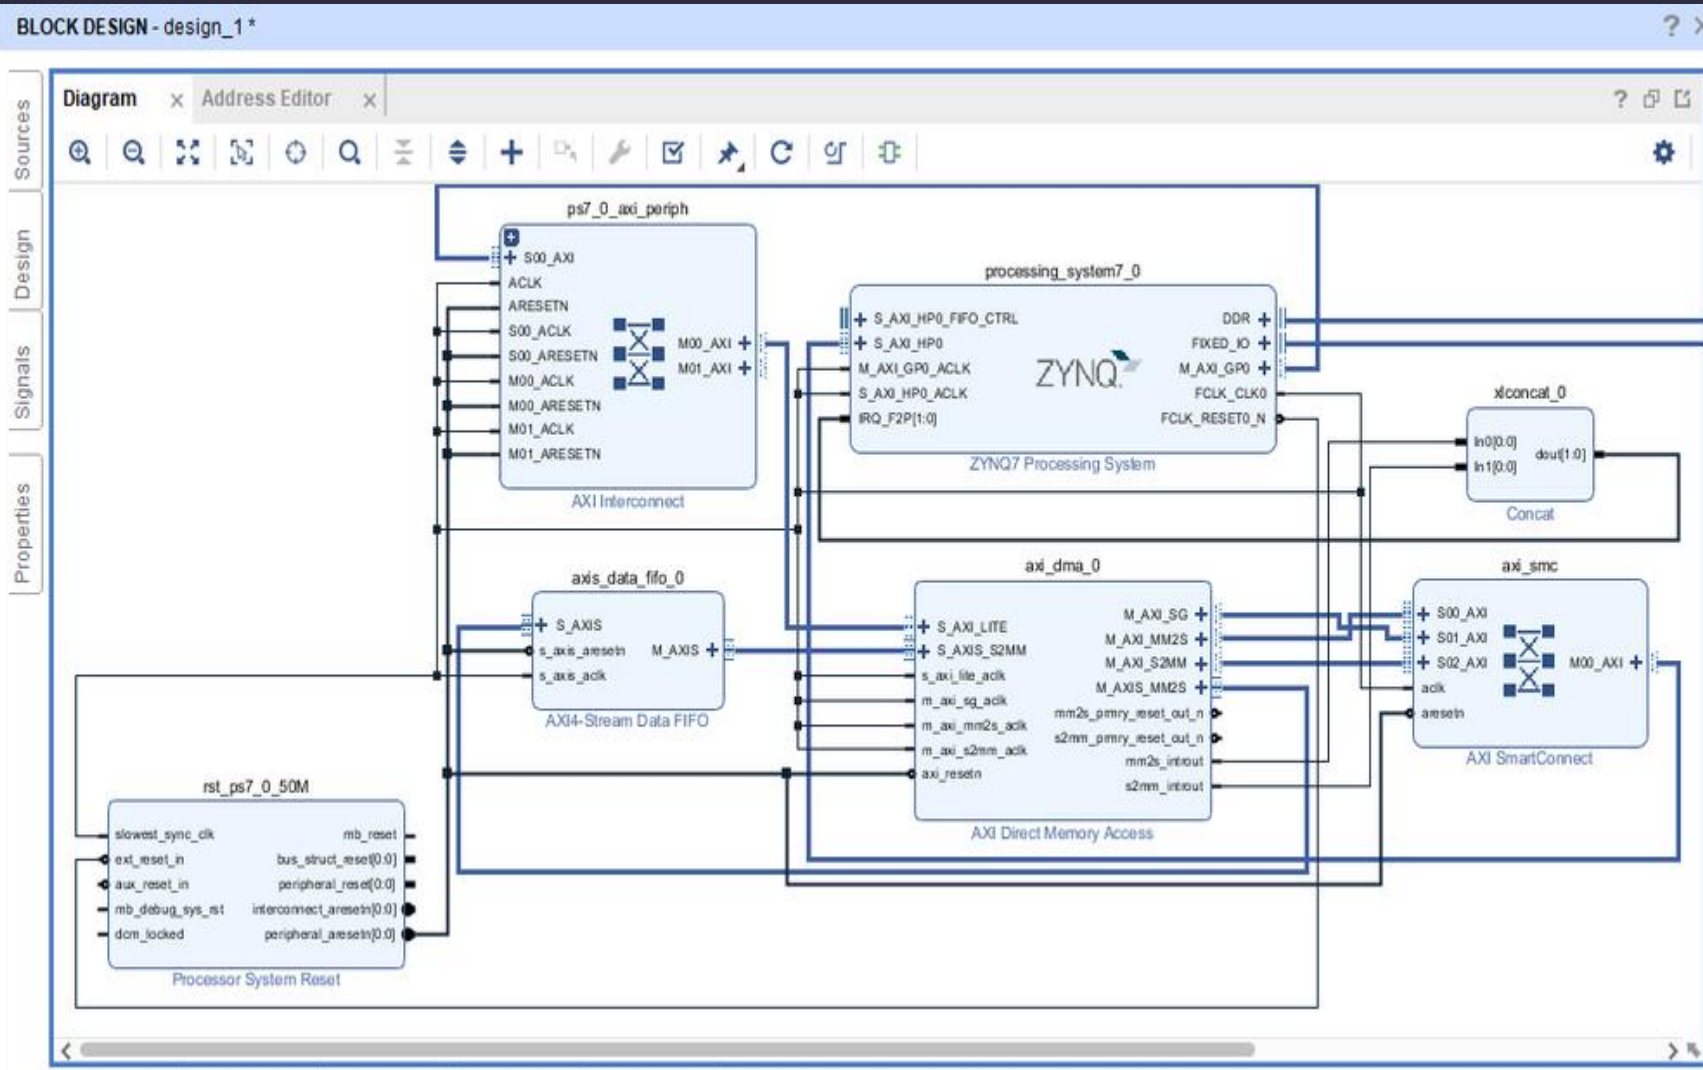 BLOCK DESIGN - design_1 *
?
Sources
Design
Signals
Properties
Diagram
Address Editor
?
ps7_0_axi_periph
S00_AXI
ACLK
ARESETN
S00_ACLK
S00_ARESETN
M00_ACLK
M00_ARESETN
M01_ACLK
M01_ARESETN
M00_AXI
M01_AXI
AXI Interconnect
processing_system7_0
S_AXI_HP0_FIFO_CTRL
S_AXI_HP0
M_AXI_GP0_ACLK
S_AXI_HP0_ACLK
IRQ_F2P[1:0]
ZYNQ
DDR
FIXED_IO
M_AXI_GP0
FCLK_CLK0
FCLK_RESET0_N
ZYNQ7 Processing System
xlconcat_0
In0[0:0]
In1[0:0]
dout[1:0]
Concat
axis_data_fifo_0
S_AXIS
s_axis_aresetn
s_axis_aclk
M_AXIS
AXI4-Stream Data FIFO
axi_dma_0
S_AXI_LITE
S_AXIS_S2MM
s_axi_lite_aclk
m_axi_sg_aclk
m_axi_mm2s_aclk
m_axi_s2mm_aclk
axi_resetn
M_AXI_SG
M_AXI_MM2S
M_AXI_S2MM
M_AXIS_MM2S
mm2s_prmry_reset_out_n
s2mm_prmry_reset_out_n
mm2s_introut
s2mm_introut
AXI Direct Memory Access
axi_smc
S00_AXI
S01_AXI
S02_AXI
aclk
aresetn
M00_AXI
AXI SmartConnect
rst_ps7_0_50M
slowest_sync_clk
ext_reset_in
aux_reset_in
mb_debug_sys_rst
dcm_locked
mb_reset
bus_struct_reset[0:0]
peripheral_reset[0:0]
interconnect_aresetn[0:0]
peripheral_aresetn[0:0]
Processor System Reset